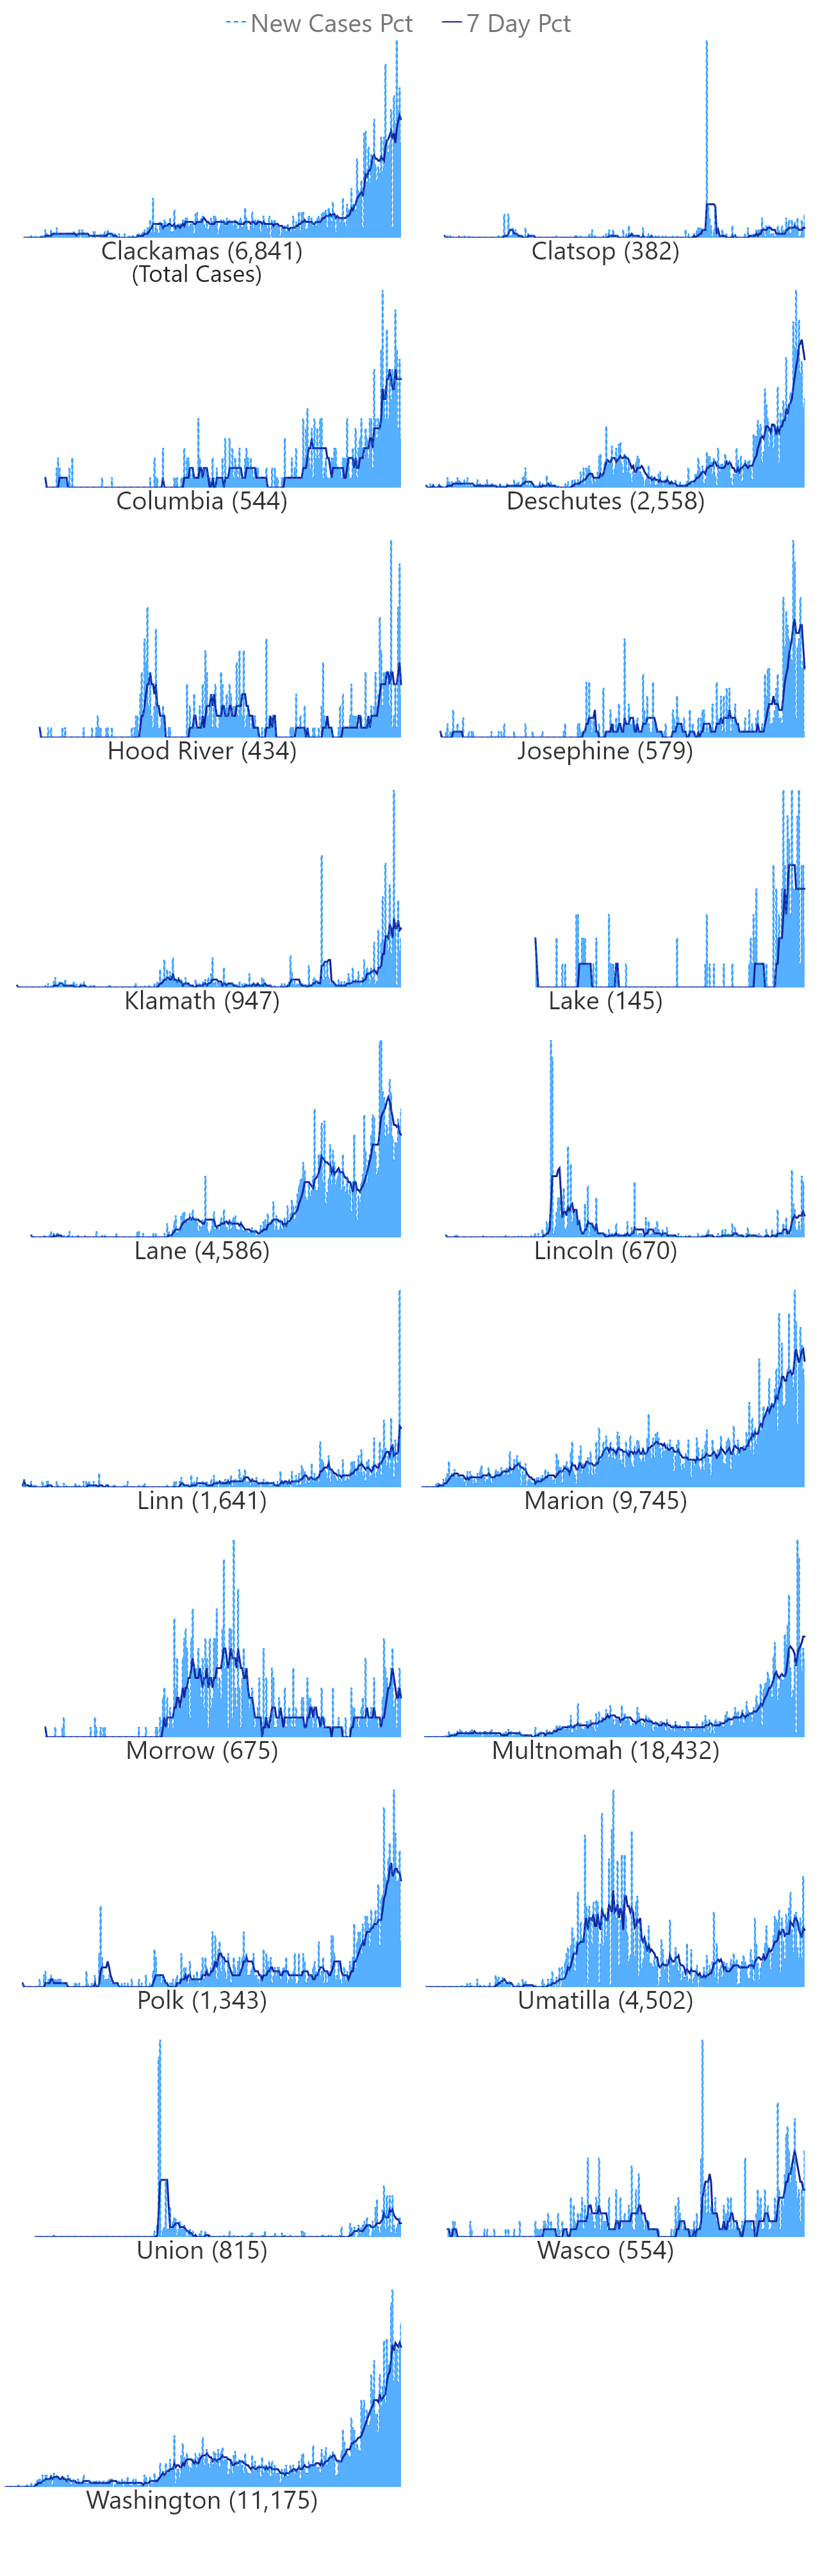 New Cases Pct 7 Day Pct
Clackamas (6,841) Clatsop (382)
(Total Cases)
Columbia (544) Deschutes (2,558)
Hood River (434) Josephine (579)
Klamath (947) Lake (145)
Lane (4,586) Lincoln (670)
Linn (1,641) Marion (9,745)
Morrow (675) Multnomah (18,432)
Polk (1,343) Umatilla (4,502)
Union (815) Wasco (554)
Washington (11,175)